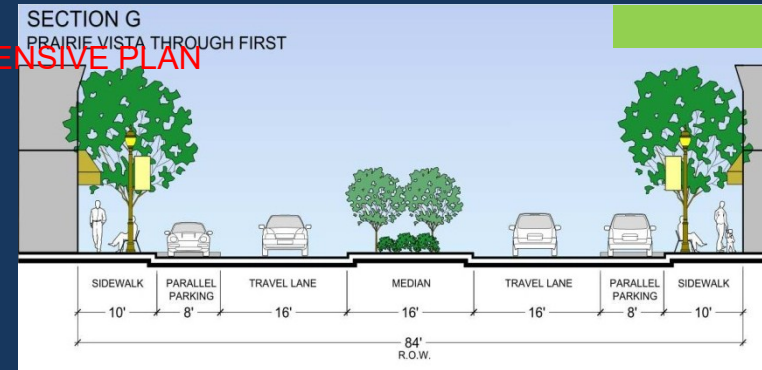 SECTION G
PRAIRIE VISTA THROUGH FIRST
ENSIVE PLAN
SIDEWALK PARALLEL PARKING TRAVEL LANE MEDIAN TRAVEL LANE PARALLEL PARKING SIDEWALK
10' 8' 16' 16' 16' 8' 10'
84'
R.O.W.